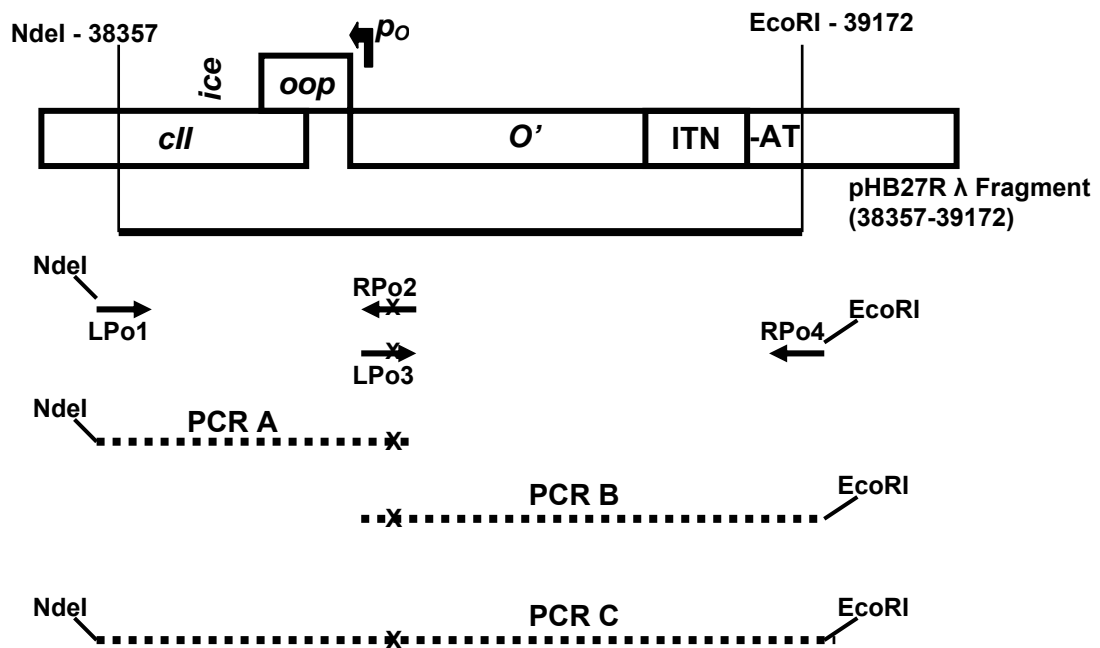 NdeI - 38357
ice
oop
pO
EcoRI - 39172
cII
O’
ITN
-AT
pHB27R λ Fragment
(38357-39172)
NdeI
LPo1
RPo2
X
X
LPo3
RPo4
EcoRI
NdeI
PCR A
X
PCR B
X
EcoRI
NdeI
PCR C
X
EcoRI